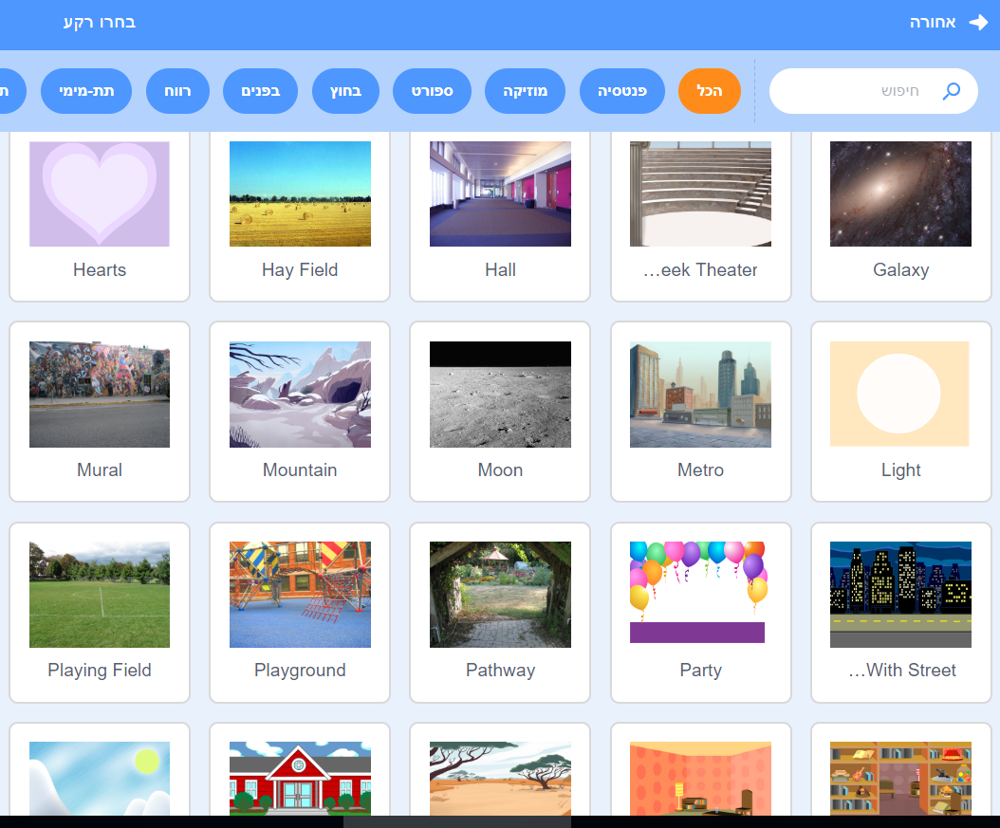 אחורה
בחרו רקע
חיפוש
הכל
פנטסיה
מוזיקה
ספורט
בחוץ
בפנים
רווח
תת-מימי
Galaxy
...eek Theater
Hall
Hay Field
Hearts
Light
Metro
Moon
Mountain
Mural
...With Street
Party
Pathway
Playground
Playing Field